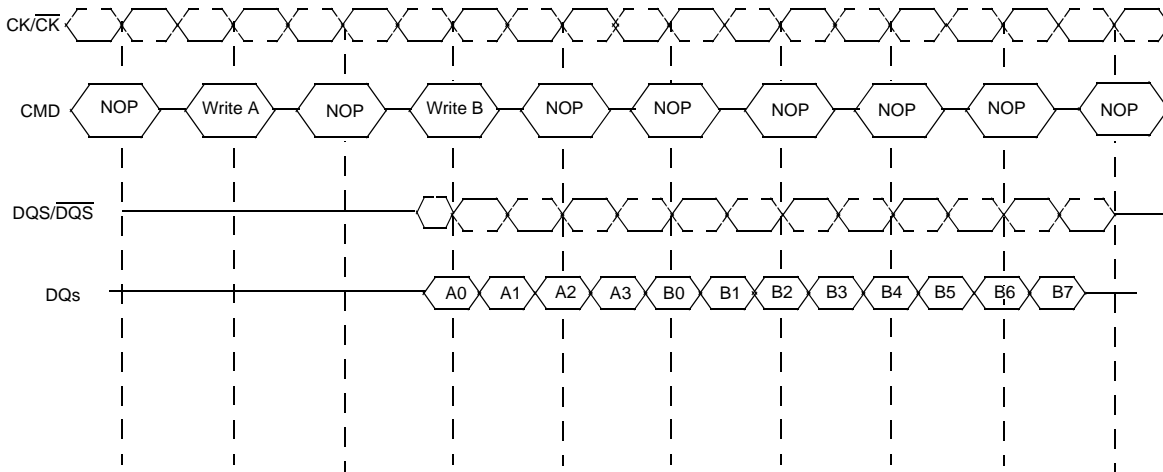 CK/CK
CMD NOP Write A NOP Write B NOP NOP NOP NOP NOP NOP
DQS/DQS
DQs A0 A1 A2 A3 B0 B1 B2 B3 B4 B5 B6 B7